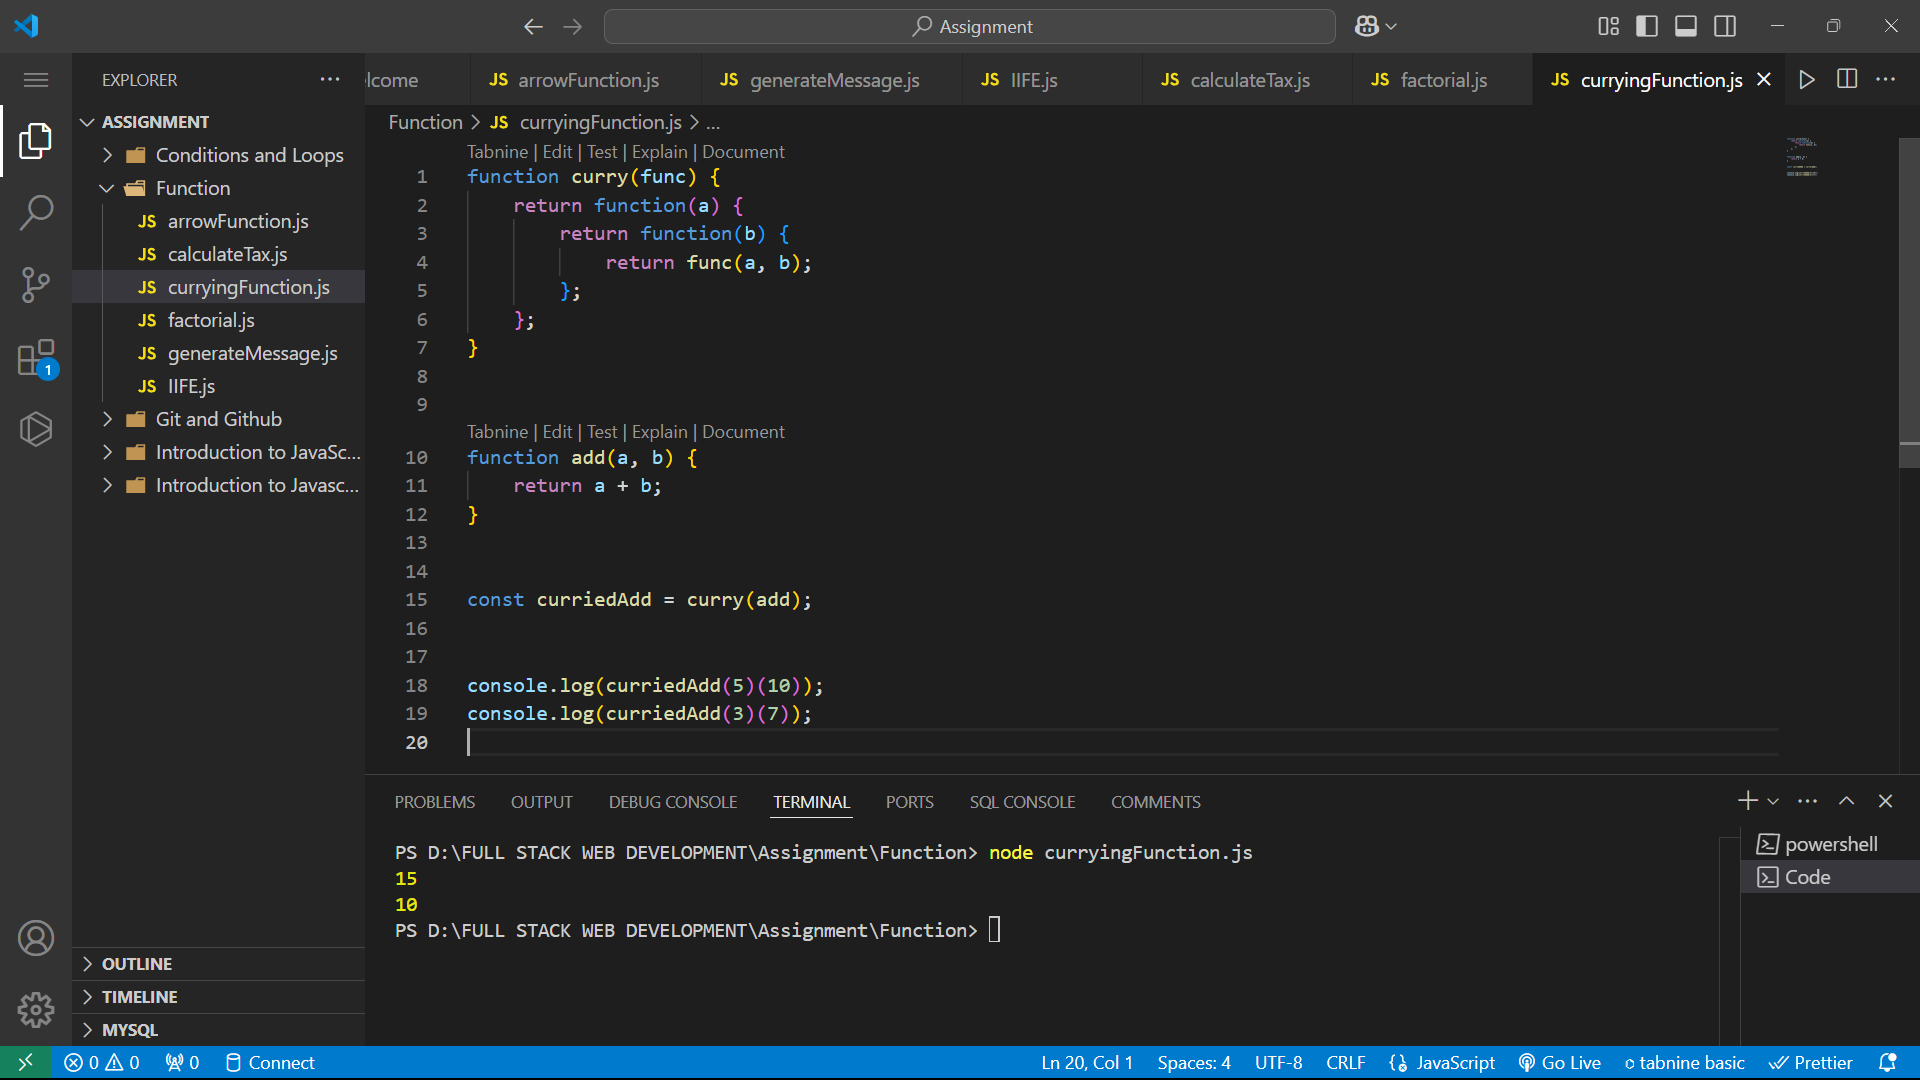 Assignment
EXPLORER
lcome
JS arrowFunction.js
JS generateMessage.js
JS IIFE.js
JS calculateTax.js
JS factorial.js
JS curryingFunction.js
Function > JS curryingFunction.js > ...
ASSIGNMENT
Conditions and Loops
Function
JS arrowFunction.js
JS calculateTax.js
JS curryingFunction.js
JS factorial.js
JS generateMessage.js
JS IIFE.js
Git and Github
Introduction to JavaSc...
Introduction to Javasc...
OUTLINE
TIMELINE
MYSQL
1
Tabnine | Edit | Test | Explain | Document
1 function curry(func) {
2     return function(a) {
3         return function(b) {
4             return func(a, b);
5         };
6     };
7 }
8
9
Tabnine | Edit | Test | Explain | Document
10 function add(a, b) {
11     return a + b;
12 }
13
14
15 const curriedAdd = curry(add);
16
17
18 console.log(curriedAdd(5)(10));
19 console.log(curriedAdd(3)(7));
20
PROBLEMS OUTPUT DEBUG CONSOLE TERMINAL PORTS SQL CONSOLE COMMENTS
PS D:\FULL STACK WEB DEVELOPMENT\Assignment\Function> node curryingFunction.js
15
10
PS D:\FULL STACK WEB DEVELOPMENT\Assignment\Function>
powershell
Code
0 0 0 Connect Ln 20, Col 1 Spaces: 4 UTF-8 CRLF JavaScript Go Live tabnine basic Prettier